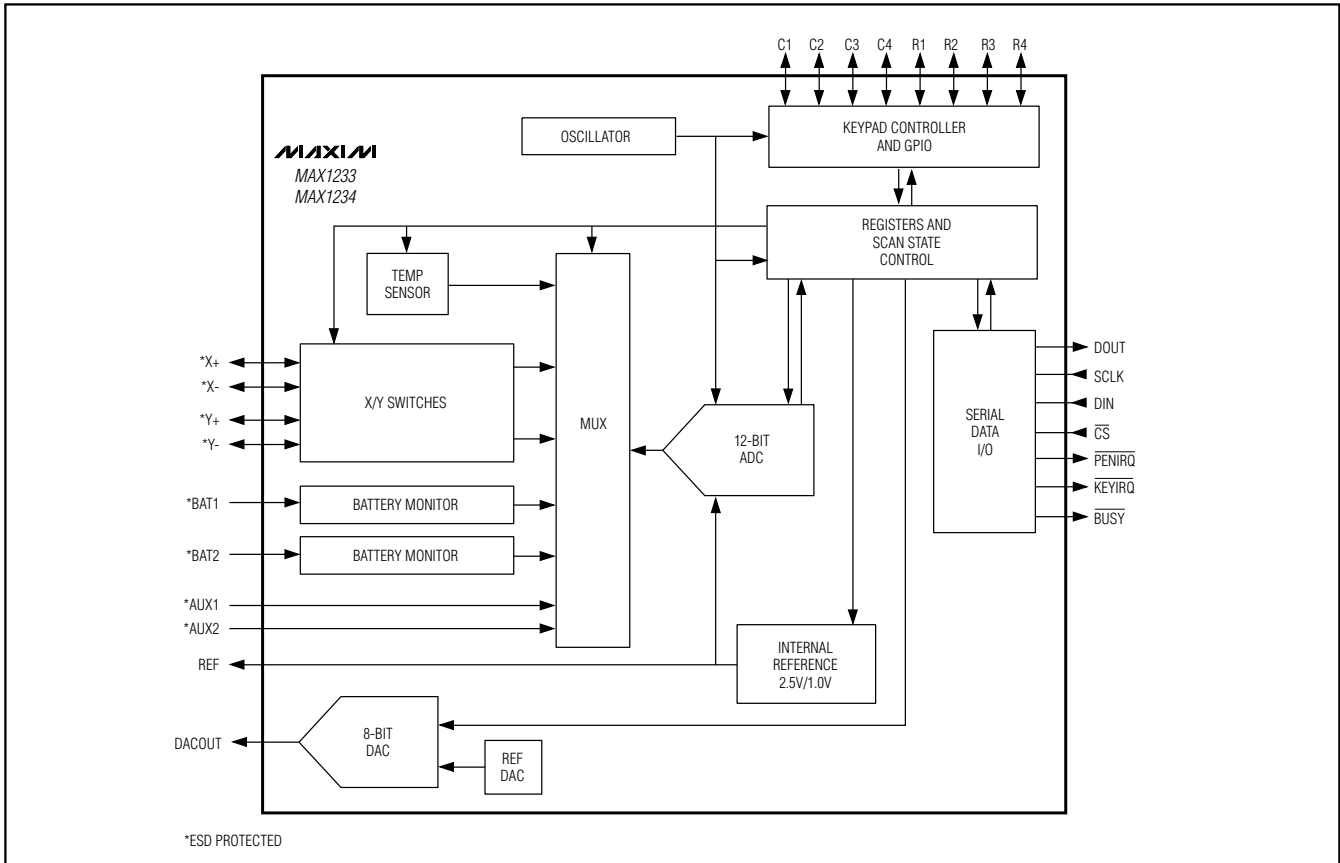 C1 C2 C3 C4 R1 R2 R3 R4
OSCILLATOR
KEYPAD CONTROLLER
AND GPIO
MAXIM
MAX1233
MAX1234
REGISTERS AND
SCAN STATE
CONTROL
TEMP
SENSOR
*X+
*X-
*Y+
*Y-
X/Y SWITCHES
MUX
12-BIT
ADC
SERIAL
DATA
I/O
DOUT
SCLK
DIN
CS
PENIRQ
KEYIRQ
BUSY
*BAT1
BATTERY MONITOR
*BAT2
BATTERY MONITOR
*AUX1
*AUX2
REF
INTERNAL
REFERENCE
2.5V/1.0V
DACOUT
8-BIT
DAC
REF
DAC
*ESD PROTECTED